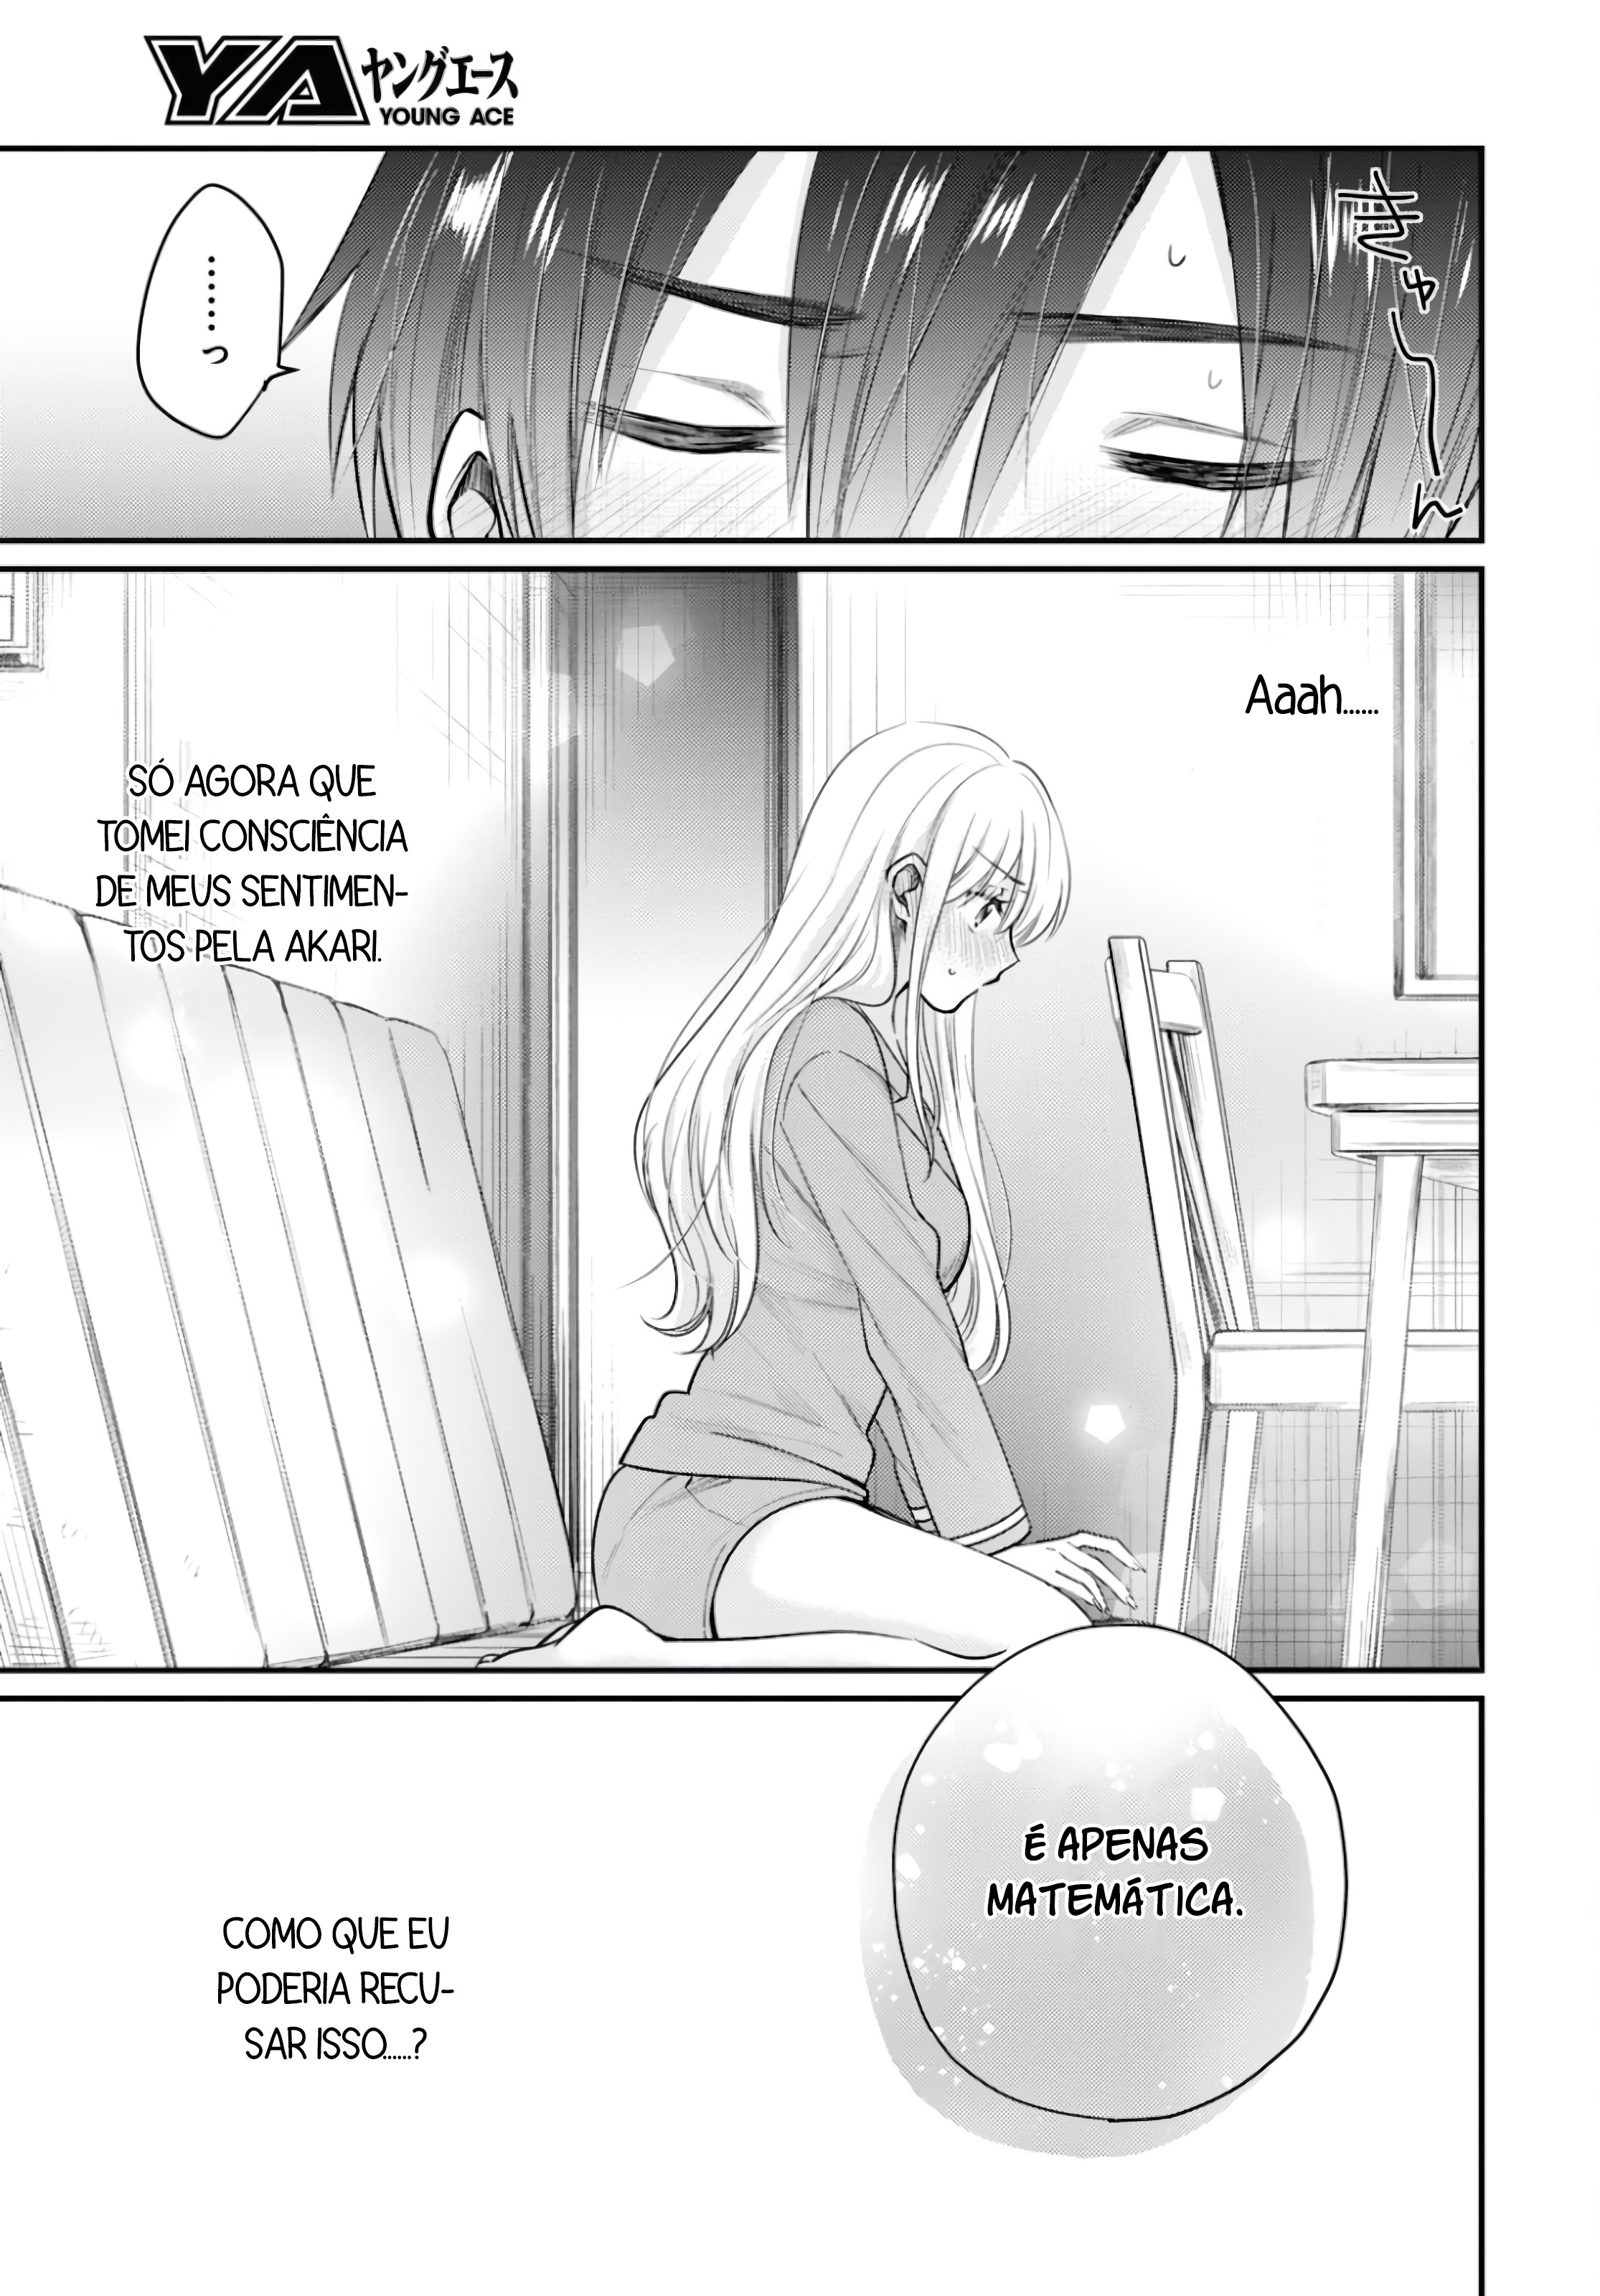 YA ヤングエース
YOUNG ACE
きゅ～～ん
……っ
Aaah......
SÓ AGORA QUE
TOMEI CONSCIÊNCIA
DE MEUS SENTIMEN-
TOS PELA AKARI.
É APENAS
MATEMÁTICA.
COMO QUE EU
PODERIA RECU-
SAR ISSO......?